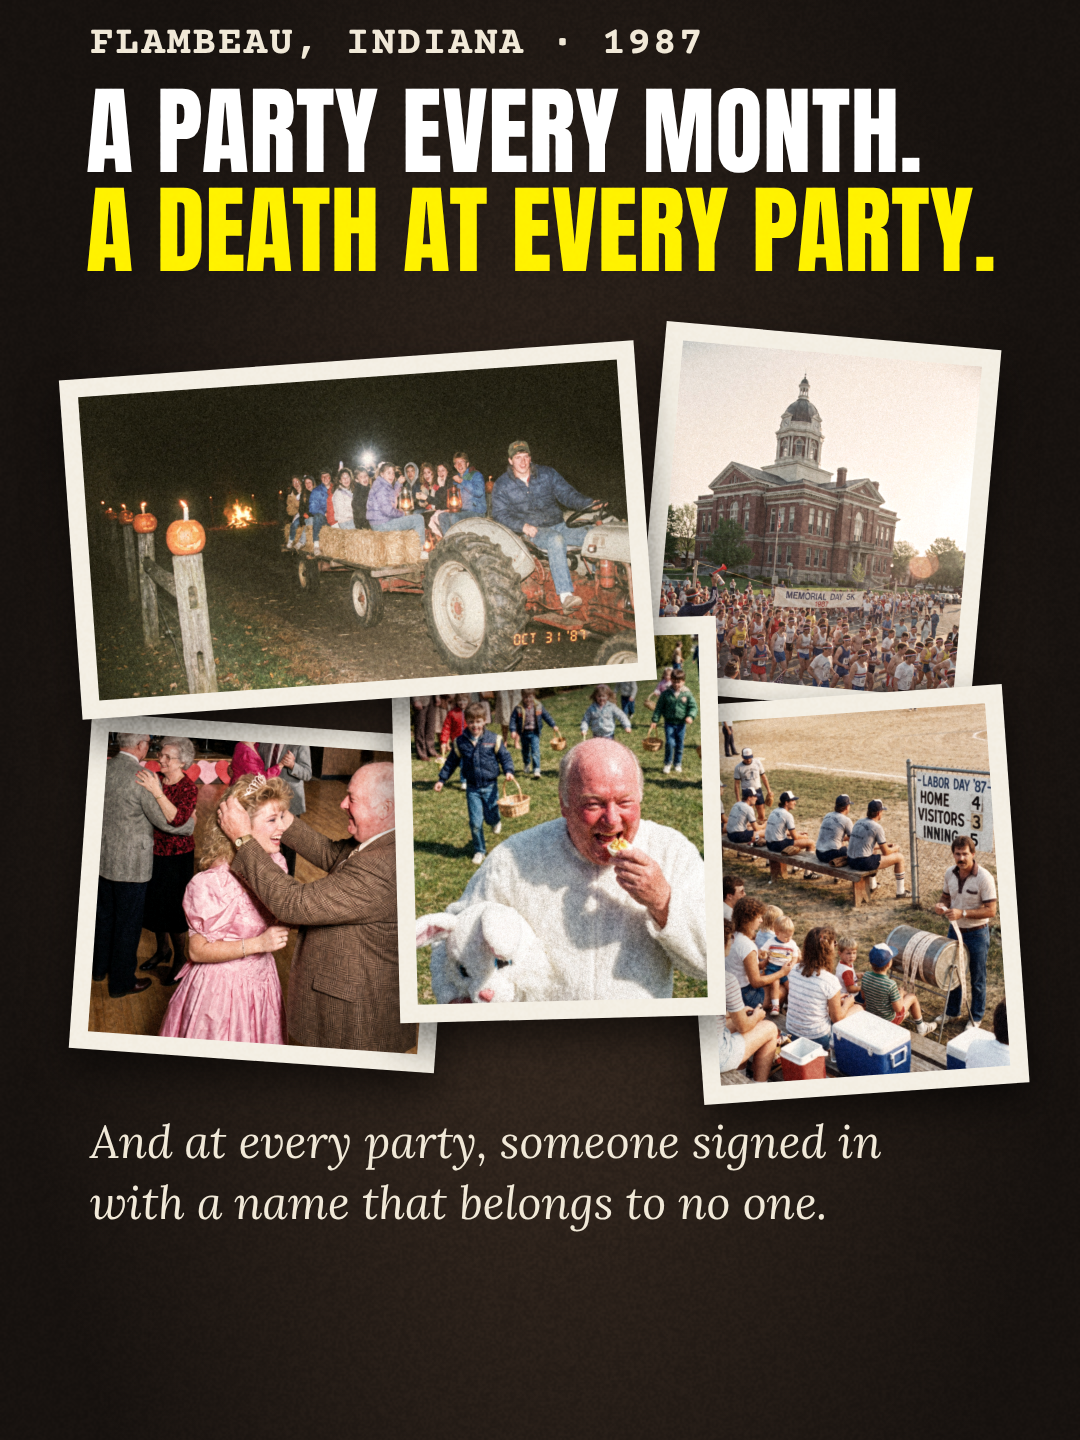 FLAMBEAU, INDIANA · 1987
A PARTY EVERY MONTH.
A DEATH AT EVERY PARTY.
MEMORIAL DAY 5K
1987
OCT 31 '87
-LABOR DAY '87-
HOME 4
VISITORS 3
INNING 5
And at every party, someone signed in
with a name that belongs to no one.